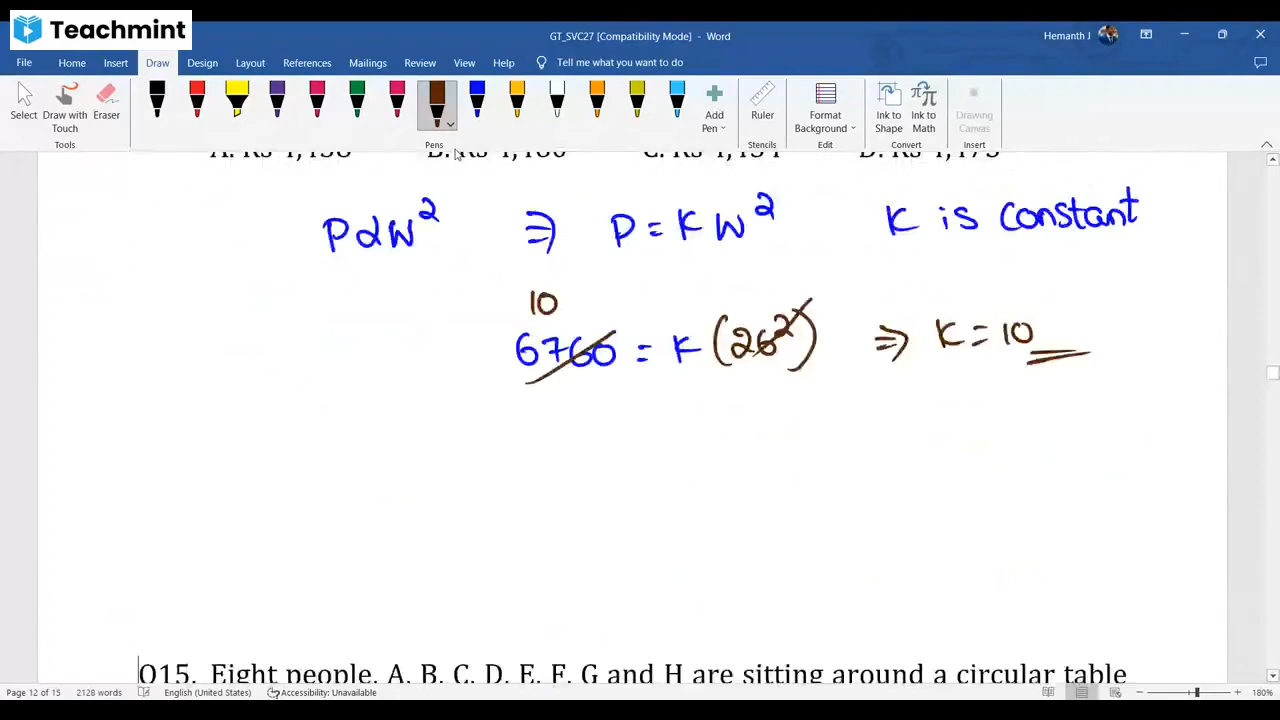 Teachmint
GT_SVC27 [Compatibility Mode] - Word
Hemanth J
File Home Insert Draw Design Layout References Mailings Review View Help Tell me what you want to do
Select Draw with Touch Eraser Add Pen Ruler Format Background Ink to Shape Ink to Math Drawing Canvas
Tools Pens Stencils Edit Convert Insert
P α W² ⇒ P = K W² K is constant
10
6760 = K (26²) ⇒ K = 10
Q15. Eight people, A, B, C, D, E, F, G and H are sitting around a circular table
Page 12 of 15 2128 words English (United States) Accessibility: Unavailable 180%